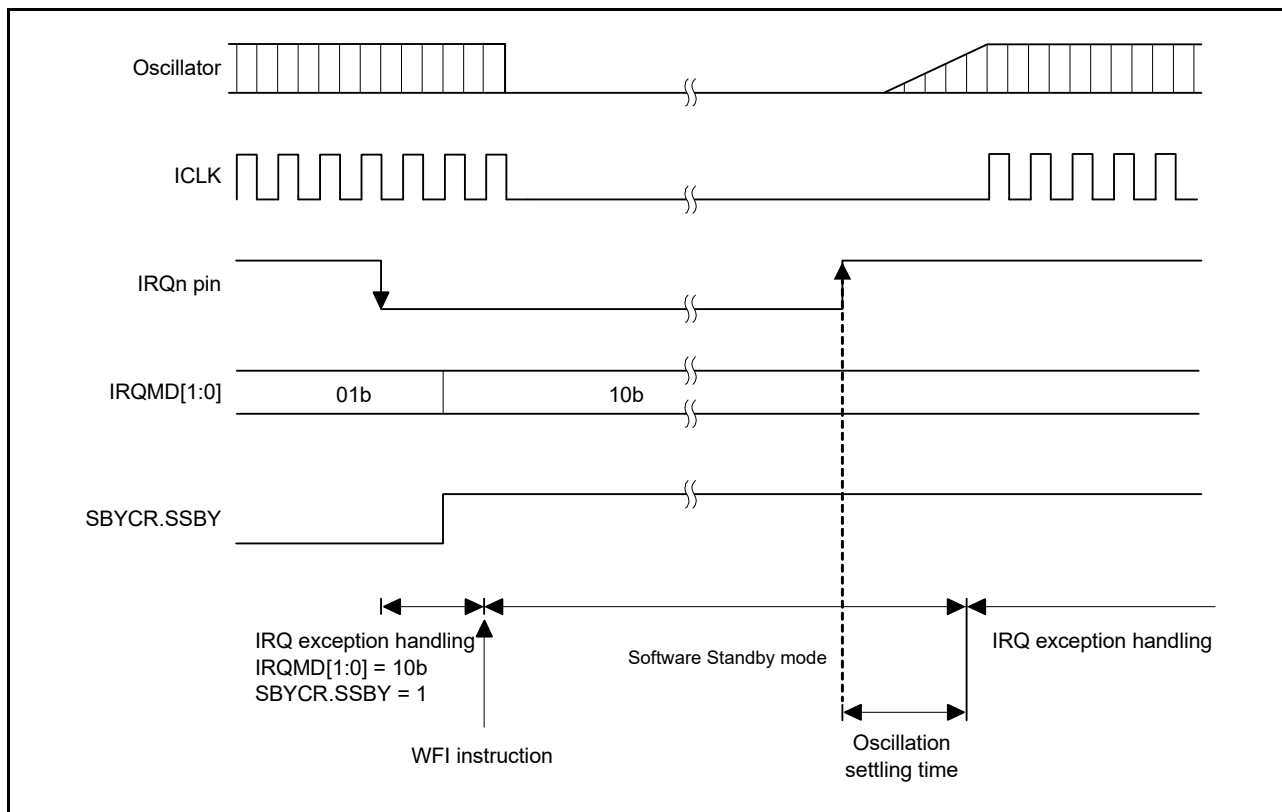 Oscillator
ICLK
IRQn pin
IRQMD[1:0]
01b
10b
SBYCR.SSBY
IRQ exception handling
IRQMD[1:0] = 10b
SBYCR.SSBY = 1
WFI instruction
Software Standby mode
Oscillation
settling time
IRQ exception handling